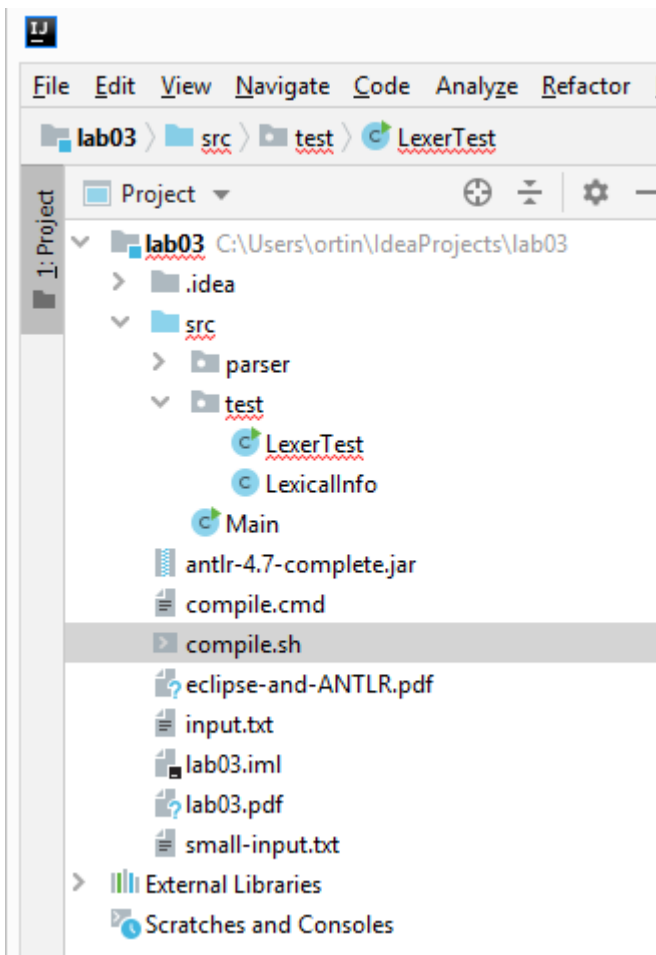 IJ
File Edit View Navigate Code Analyze Refactor
lab03 src test LexerTest
Project
1: Project
lab03 C:\Users\ortin\IdeaProjects\lab03
.idea
src
parser
test
LexerTest
LexicalInfo
Main
antlr-4.7-complete.jar
compile.cmd
compile.sh
eclipse-and-ANTLR.pdf
input.txt
lab03.iml
lab03.pdf
small-input.txt
External Libraries
Scratches and Consoles